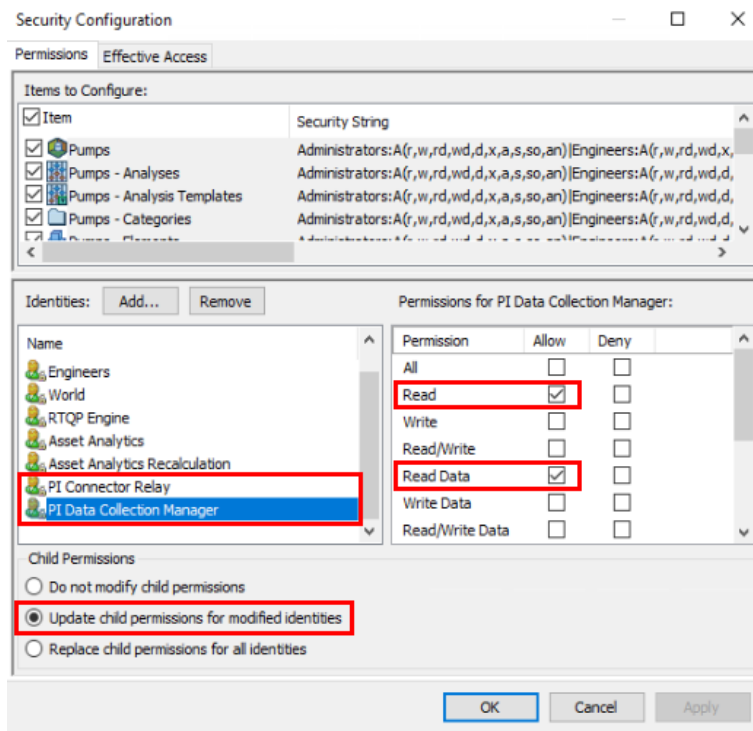 Security Configuration
Permissions Effective Access
Items to Configure:
Item Security String
Pumps Administrators:A(r,w,rd,wd,d,x,a,s,so,an)|Engineers:A(r,w,rd,wd,x,
Pumps - Analyses Administrators:A(r,w,rd,wd,d,x,a,s,so,an)|Engineers:A(r,w,rd,wd,d,
Pumps - Analysis Templates Administrators:A(r,w,rd,wd,d,x,a,s,so,an)|Engineers:A(r,w,rd,wd,d,
Pumps - Categories Administrators:A(r,w,rd,wd,d,x,a,s,so,an)|Engineers:A(r,w,rd,wd,d,
Identities: Add... Remove Permissions for PI Data Collection Manager:
Name Permission Allow Deny
Engineers All
World Read
RTQP Engine Write
Asset Analytics Read/Write
Asset Analytics Recalculation
PI Connector Relay Read Data
PI Data Collection Manager Write Data
Read/Write Data
Child Permissions
Do not modify child permissions
Update child permissions for modified identities
Replace child permissions for all identities
OK Cancel Apply